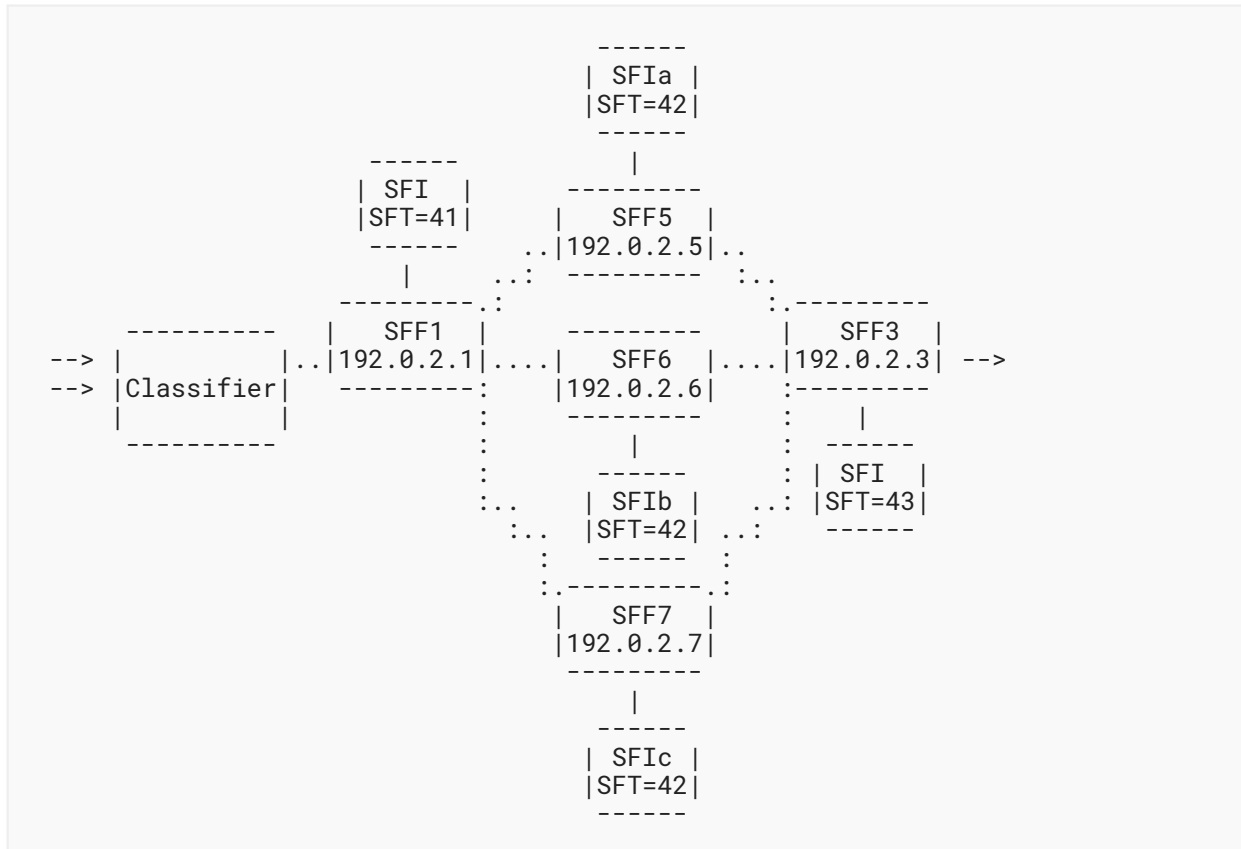 ------
                                   | SFIa |
                                   |SFT=42|
                                    ------
                     ------           |
                    | SFI  |      ---------
                    |SFT=41|     |   SFF5  |
                     ------    ..|192.0.2.5|..
                       |     ..:  ---------  :..
                   ---------.:                 :.---------
     ----------   |   SFF1  |     ---------    |   SFF3  |
--> |          |..|192.0.2.1|....|   SFF6  |....|192.0.2.3| -->
--> |Classifier|   ---------:    |192.0.2.6|    :---------
    |          |            :     ---------     :    |
     ----------             :         |         :  ------
                            :       ------      : | SFI  |
                            :..    | SFIb |   ..: |SFT=43|
                              :..  |SFT=42| ..:    ------
                                :   ------  :
                                :.---------.:
                                 |   SFF7  |
                                 |192.0.2.7|
                                  ---------
                                      |
                                    ------
                                   | SFIc |
                                   |SFT=42|
                                    ------